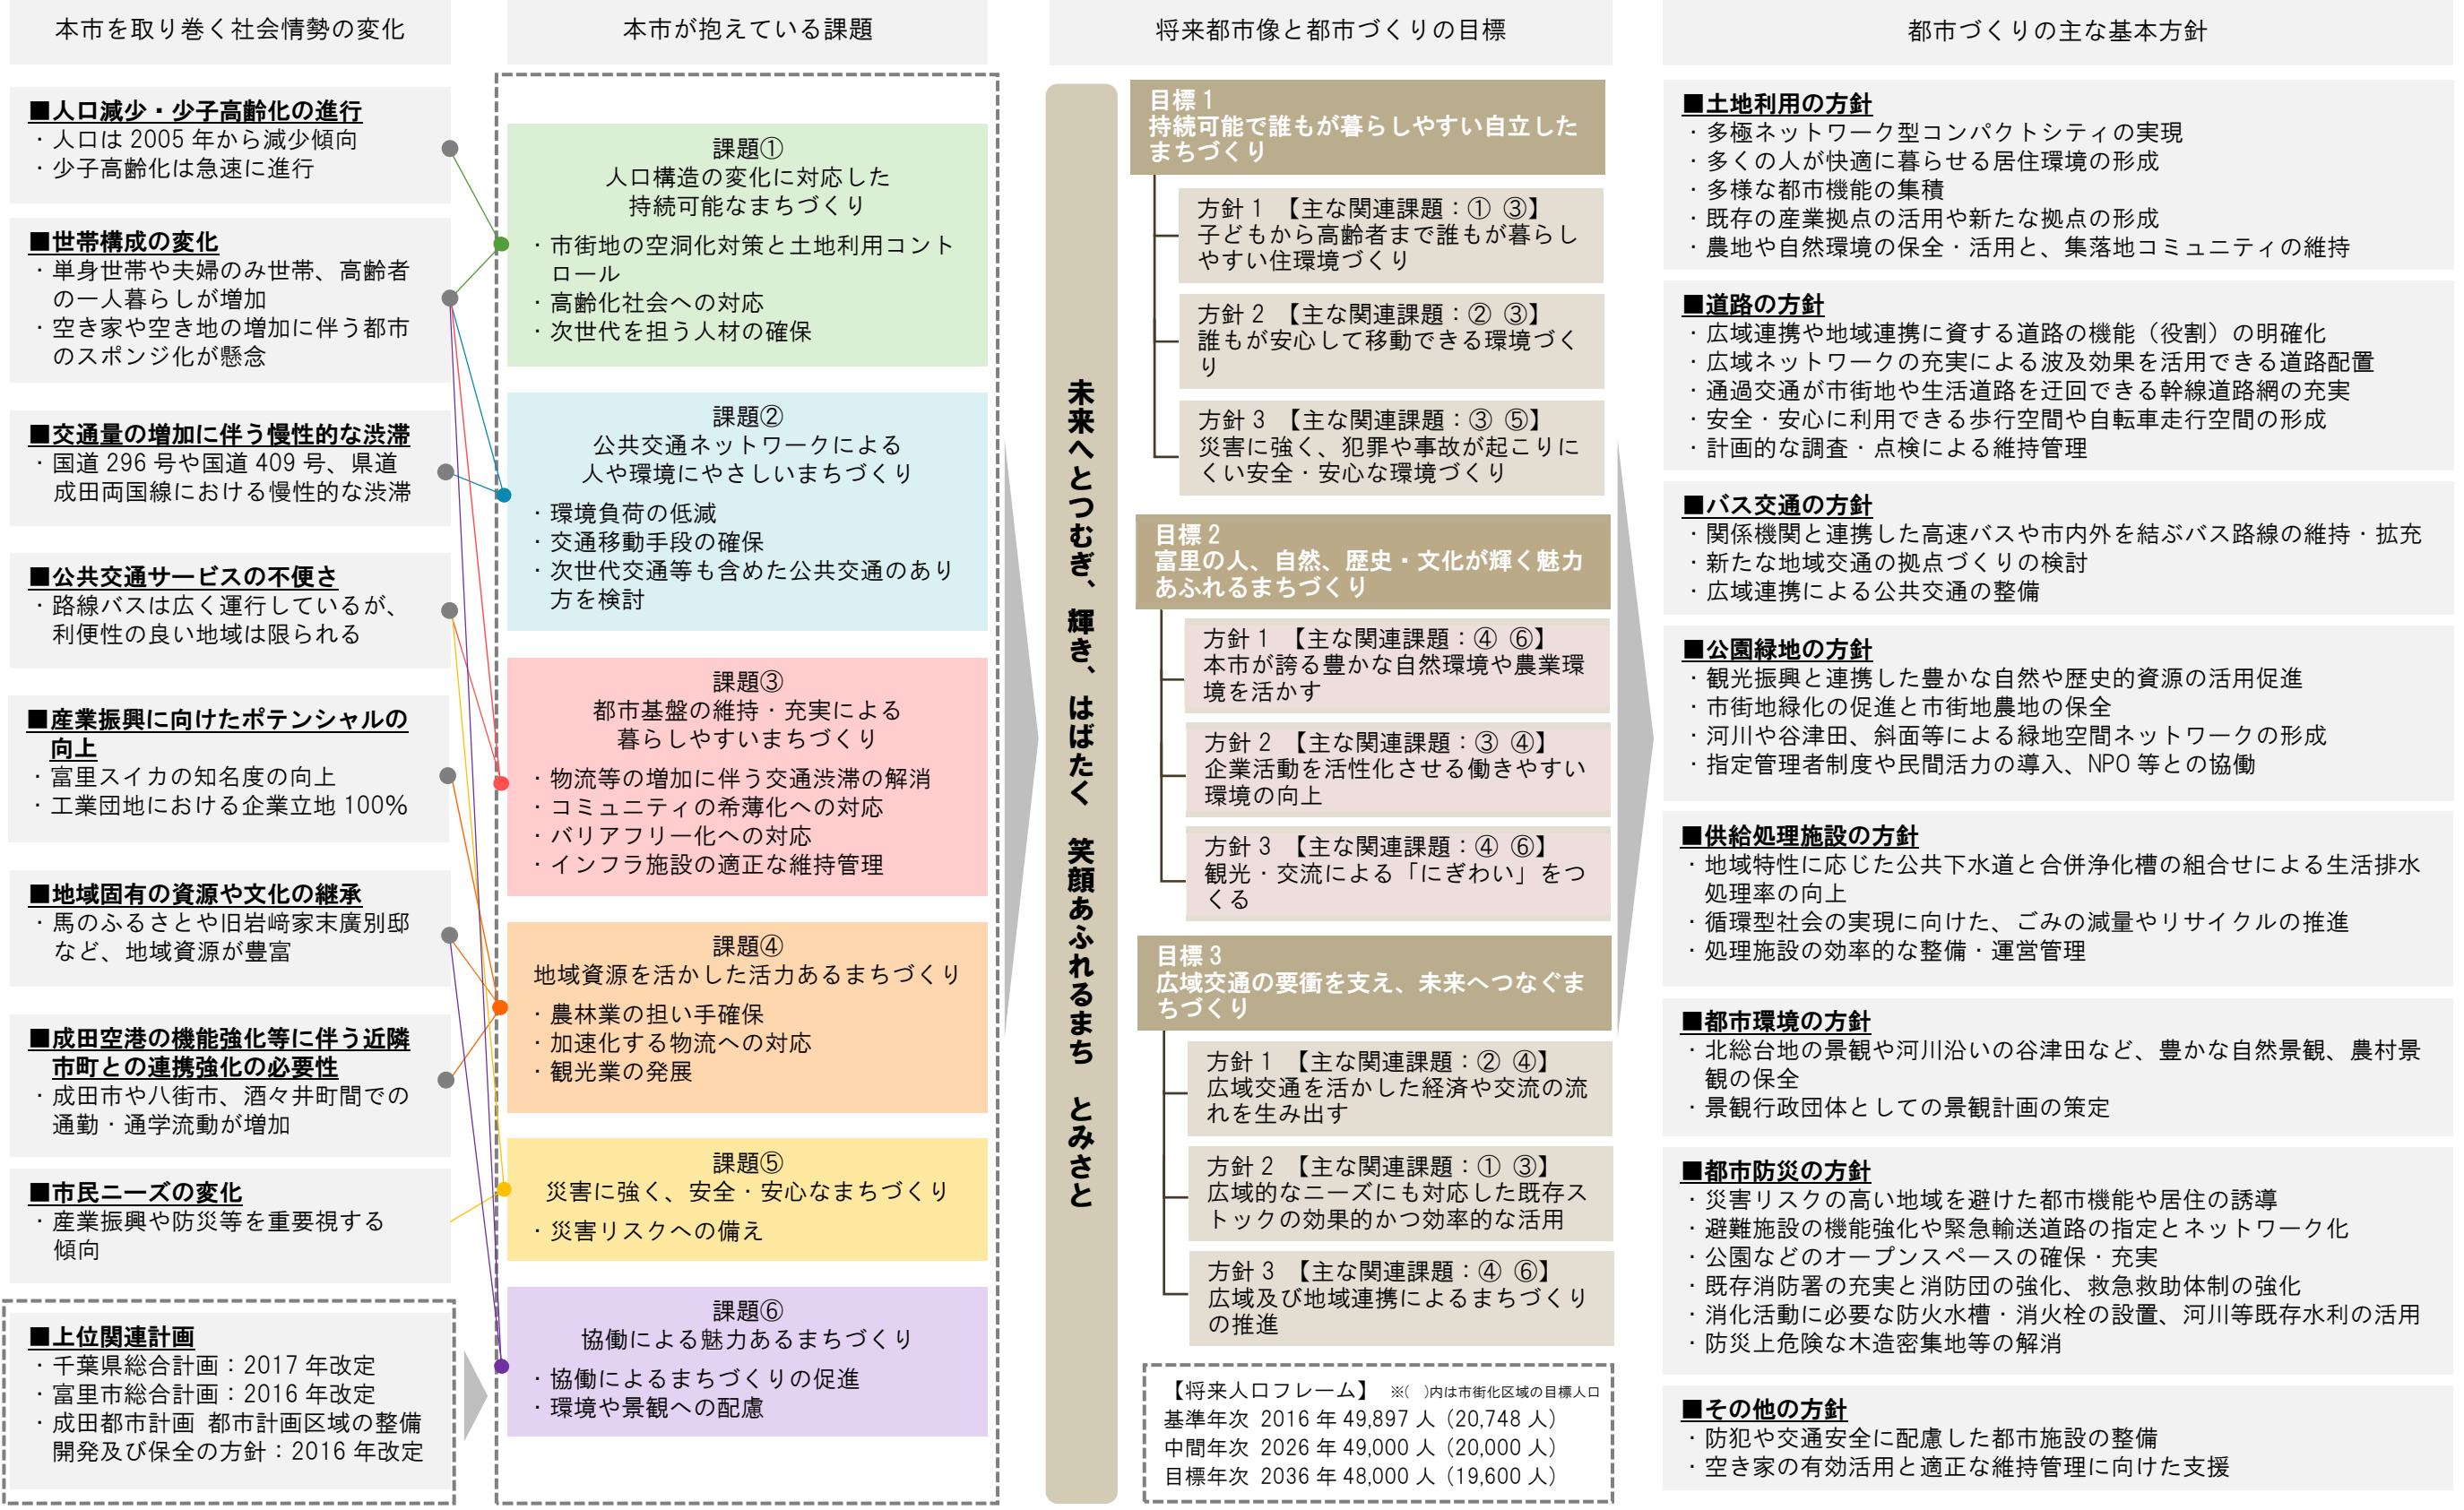 本市を取り巻く社会情勢の変化
■人口減少・少子高齢化の進行
・人口は 2005 年から減少傾向
・少子高齢化は急速に進行
■世帯構成の変化
・単身世帯や夫婦のみ世帯、高齢者
の一人暮らしが増加
・空き家や空き地の増加に伴う都市
のスポンジ化が懸念
■交通量の増加に伴う慢性的な渋滞
・国道 296 号や国道 409 号、県道
成田両国線における慢性的な渋滞
■公共交通サービスの不便さ
・路線バスは広く運行しているが、
利便性の良い地域は限られる
■産業振興に向けたポテンシャルの
向上
・富里スイカの知名度の向上
・工業団地における企業立地 100%
■地域固有の資源や文化の継承
・馬のふるさとや旧岩﨑家末廣別邸
など、地域資源が豊富
■成田空港の機能強化等に伴う近隣
市町との連携強化の必要性
・成田市や八街市、酒々井町間での
通勤・通学流動が増加
■市民ニーズの変化
・産業振興や防災等を重要視する
傾向
■上位関連計画
・千葉県総合計画：2017 年改定
・富里市総合計画：2016 年改定
・成田都市計画 都市計画区域の整備
開発及び保全の方針：2016 年改定
本市が抱えている課題
課題①
人口構造の変化に対応した
持続可能なまちづくり
・市街地の空洞化対策と土地利用コント
ロール
・高齢化社会への対応
・次世代を担う人材の確保
課題②
公共交通ネットワークによる
人や環境にやさしいまちづくり
・環境負荷の低減
・交通移動手段の確保
・次世代交通等も含めた公共交通のあり
方を検討
課題③
都市基盤の維持・充実による
暮らしやすいまちづくり
・物流等の増加に伴う交通渋滞の解消
・コミュニティの希薄化への対応
・バリアフリー化への対応
・インフラ施設の適正な維持管理
課題④
地域資源を活かした活力あるまちづくり
・農林業の担い手確保
・加速化する物流への対応
・観光業の発展
課題⑤
災害に強く、安全・安心なまちづくり
・災害リスクへの備え
課題⑥
協働による魅力あるまちづくり
・協働によるまちづくりの促進
・環境や景観への配慮
将来都市像と都市づくりの目標
未来へとつむぎ、輝き、はばたく　笑顔あふれるまち　とみさと
目標 1
持続可能で誰もが暮らしやすい自立した
まちづくり
方針 1 【主な関連課題：① ③】
子どもから高齢者まで誰もが暮らし
やすい住環境づくり
方針 2 【主な関連課題：② ③】
誰もが安心して移動できる環境づく
り
方針 3 【主な関連課題：③ ⑤】
災害に強く、犯罪や事故が起こりに
くい安全・安心な環境づくり
目標 2
富里の人、自然、歴史・文化が輝く魅力
あふれるまちづくり
方針 1 【主な関連課題：④ ⑥】
本市が誇る豊かな自然環境や農業環
境を活かす
方針 2 【主な関連課題：③ ④】
企業活動を活性化させる働きやすい
環境の向上
方針 3 【主な関連課題：④ ⑥】
観光・交流による「にぎわい」をつ
くる
目標 3
広域交通の要衝を支え、未来へつなぐま
ちづくり
方針 1 【主な関連課題：② ④】
広域交通を活かした経済や交流の流
れを生み出す
方針 2 【主な関連課題：① ③】
広域的なニーズにも対応した既存ス
トックの効果的かつ効率的な活用
方針 3 【主な関連課題：④ ⑥】
広域及び地域連携によるまちづくり
の推進
【将来人口フレーム】 ※( )内は市街化区域の目標人口
基準年次 2016 年 49,897 人（20,748 人）
中間年次 2026 年 49,000 人（20,000 人）
目標年次 2036 年 48,000 人（19,600 人）
都市づくりの主な基本方針
■土地利用の方針
・多極ネットワーク型コンパクトシティの実現
・多くの人が快適に暮らせる居住環境の形成
・多様な都市機能の集積
・既存の産業拠点の活用や新たな拠点の形成
・農地や自然環境の保全・活用と、集落地コミュニティの維持
■道路の方針
・広域連携や地域連携に資する道路の機能（役割）の明確化
・広域ネットワークの充実による波及効果を活用できる道路配置
・通過交通が市街地や生活道路を迂回できる幹線道路網の充実
・安全・安心に利用できる歩行空間や自転車走行空間の形成
・計画的な調査・点検による維持管理
■バス交通の方針
・関係機関と連携した高速バスや市内外を結ぶバス路線の維持・拡充
・新たな地域交通の拠点づくりの検討
・広域連携による公共交通の整備
■公園緑地の方針
・観光振興と連携した豊かな自然や歴史的資源の活用促進
・市街地緑化の促進と市街地農地の保全
・河川や谷津田、斜面等による緑地空間ネットワークの形成
・指定管理者制度や民間活力の導入、NPO 等との協働
■供給処理施設の方針
・地域特性に応じた公共下水道と合併浄化槽の組合せによる生活排水
処理率の向上
・循環型社会の実現に向けた、ごみの減量やリサイクルの推進
・処理施設の効率的な整備・運営管理
■都市環境の方針
・北総台地の景観や河川沿いの谷津田など、豊かな自然景観、農村景
観の保全
・景観行政団体としての景観計画の策定
■都市防災の方針
・災害リスクの高い地域を避けた都市機能や居住の誘導
・避難施設の機能強化や緊急輸送道路の指定とネットワーク化
・公園などのオープンスペースの確保・充実
・既存消防署の充実と消防団の強化、救急救助体制の強化
・消化活動に必要な防火水槽・消火栓の設置、河川等既存水利の活用
・防災上危険な木造密集地等の解消
■その他の方針
・防犯や交通安全に配慮した都市施設の整備
・空き家の有効活用と適正な維持管理に向けた支援